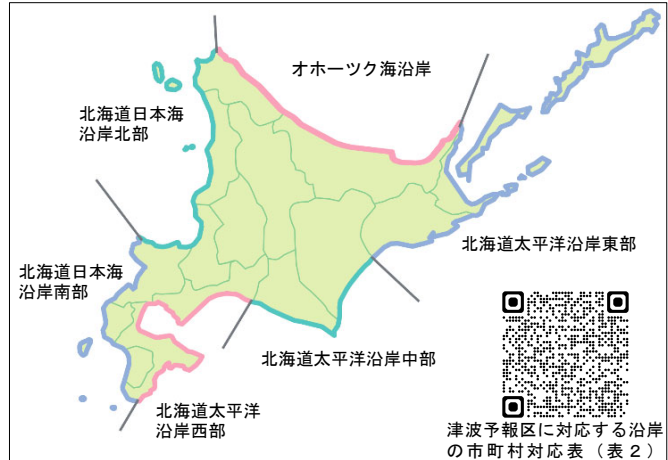 オホーツク海沿岸
北海道日本海
沿岸北部
北海道太平洋沿岸東部
北海道日本海
沿岸南部
北海道太平洋沿岸中部
北海道太平洋
沿岸西部
津波予報区に対応する沿岸
の市町村対応表（表２）